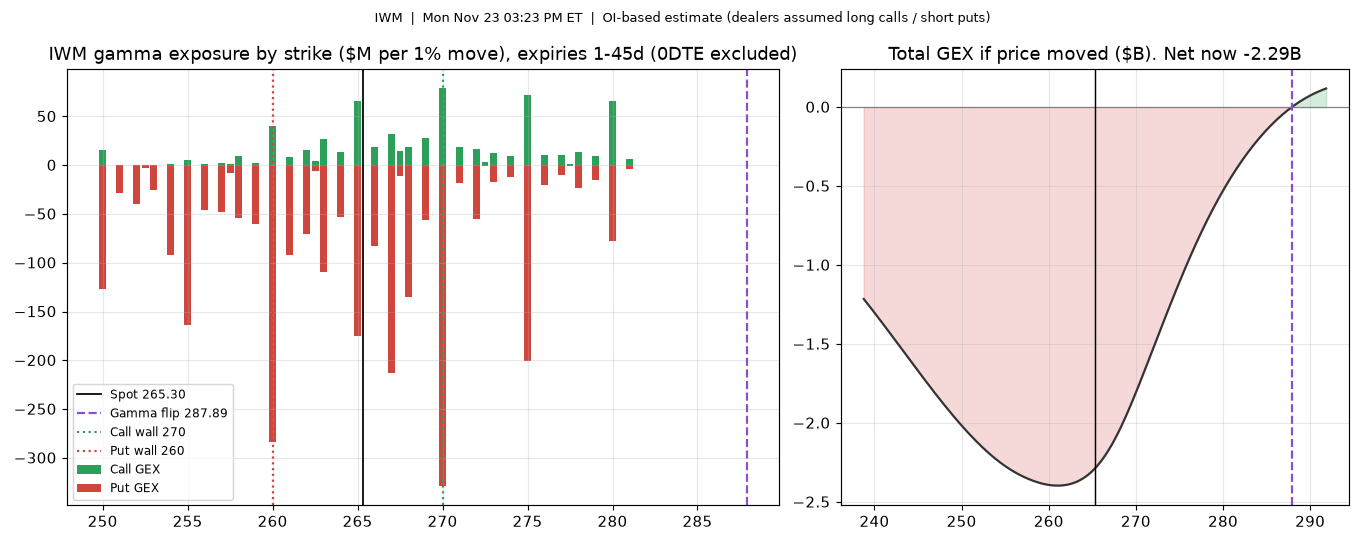 IWM | Mon Nov 23 03:23 PM ET | OI-based estimate (dealers assumed long calls / short puts)
IWM gamma exposure by strike ($M per 1% move), expiries 1-45d (0DTE excluded)
50
0
−50
−100
−150
−200
−250
−300
Spot 265.30
Gamma flip 287.89
Call wall 270
Put wall 260
Call GEX
Put GEX
250 255 260 265 270 275 280 285
Total GEX if price moved ($B). Net now -2.29B
0.0
−0.5
−1.0
−1.5
−2.0
−2.5
240 250 260 270 280 290